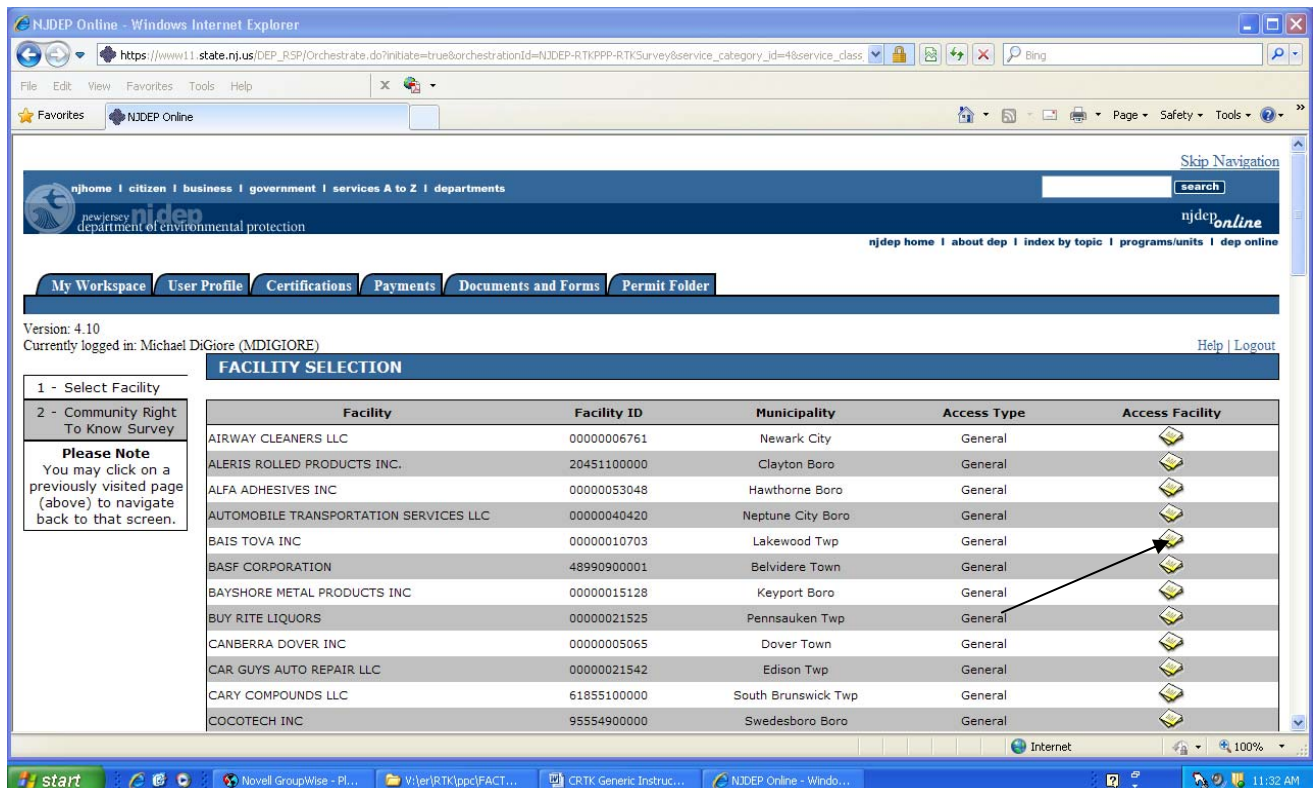 NJDEP Online - Windows Internet Explorer
https://www11.state.nj.us/DEP_RSP/Orchestrate.do?initiate=true&orchestrationId=NJDEP-RTKPPP-RTKSurvey&service_category_id=4&service_class
Bing
File Edit View Favorites Tools Help
X
Favorites NJDEP Online Page Safety Tools
Skip Navigation
njhome | citizen | business | government | services A to Z | departments
search
newjersey njdep
department of environmental protection
njdep online
njdep home | about dep | index by topic | programs/units | dep online
My Workspace User Profile Certifications Payments Documents and Forms Permit Folder
Version: 4.10
Currently logged in: Michael DiGiore (MDIGIORE) Help | Logout
FACILITY SELECTION
1 - Select Facility
2 - Community Right
To Know Survey
Please Note
You may click on a
previously visited page
(above) to navigate
back to that screen.
Facility Facility ID Municipality Access Type Access Facility
AIRWAY CLEANERS LLC 00000006761 Newark City General
ALERIS ROLLED PRODUCTS INC. 20451100000 Clayton Boro General
ALFA ADHESIVES INC 00000053048 Hawthorne Boro General
AUTOMOBILE TRANSPORTATION SERVICES LLC 00000040420 Neptune City Boro General
BAIS TOVA INC 00000010703 Lakewood Twp General
BASF CORPORATION 48990900001 Belvidere Town General
BAYSHORE METAL PRODUCTS INC 00000015128 Keyport Boro General
BUY RITE LIQUORS 00000021525 Pennsauken Twp General
CANBERRA DOVER INC 00000005065 Dover Town General
CAR GUYS AUTO REPAIR LLC 00000021542 Edison Twp General
CARY COMPOUNDS LLC 61855100000 South Brunswick Twp General
COCOTECH INC 95554900000 Swedesboro Boro General
Internet 100%
start Novell GroupWise - Pl... V:\er\RTK\ppc\FACT... CRTK Generic Instruc... NJDEP Online - Windo... 11:32 AM